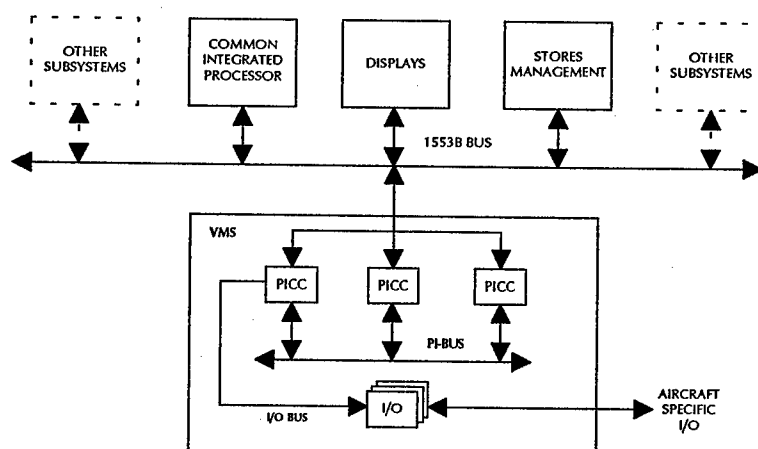 OTHER
SUBSYSTEMS
COMMON
INTEGRATED
PROCESSOR
DISPLAYS
STORES
MANAGEMENT
OTHER
SUBSYSTEMS
1553B BUS
VMS
PICC
PICC
PICC
PI-BUS
I/O BUS
I/O
AIRCRAFT
SPECIFIC
I/O